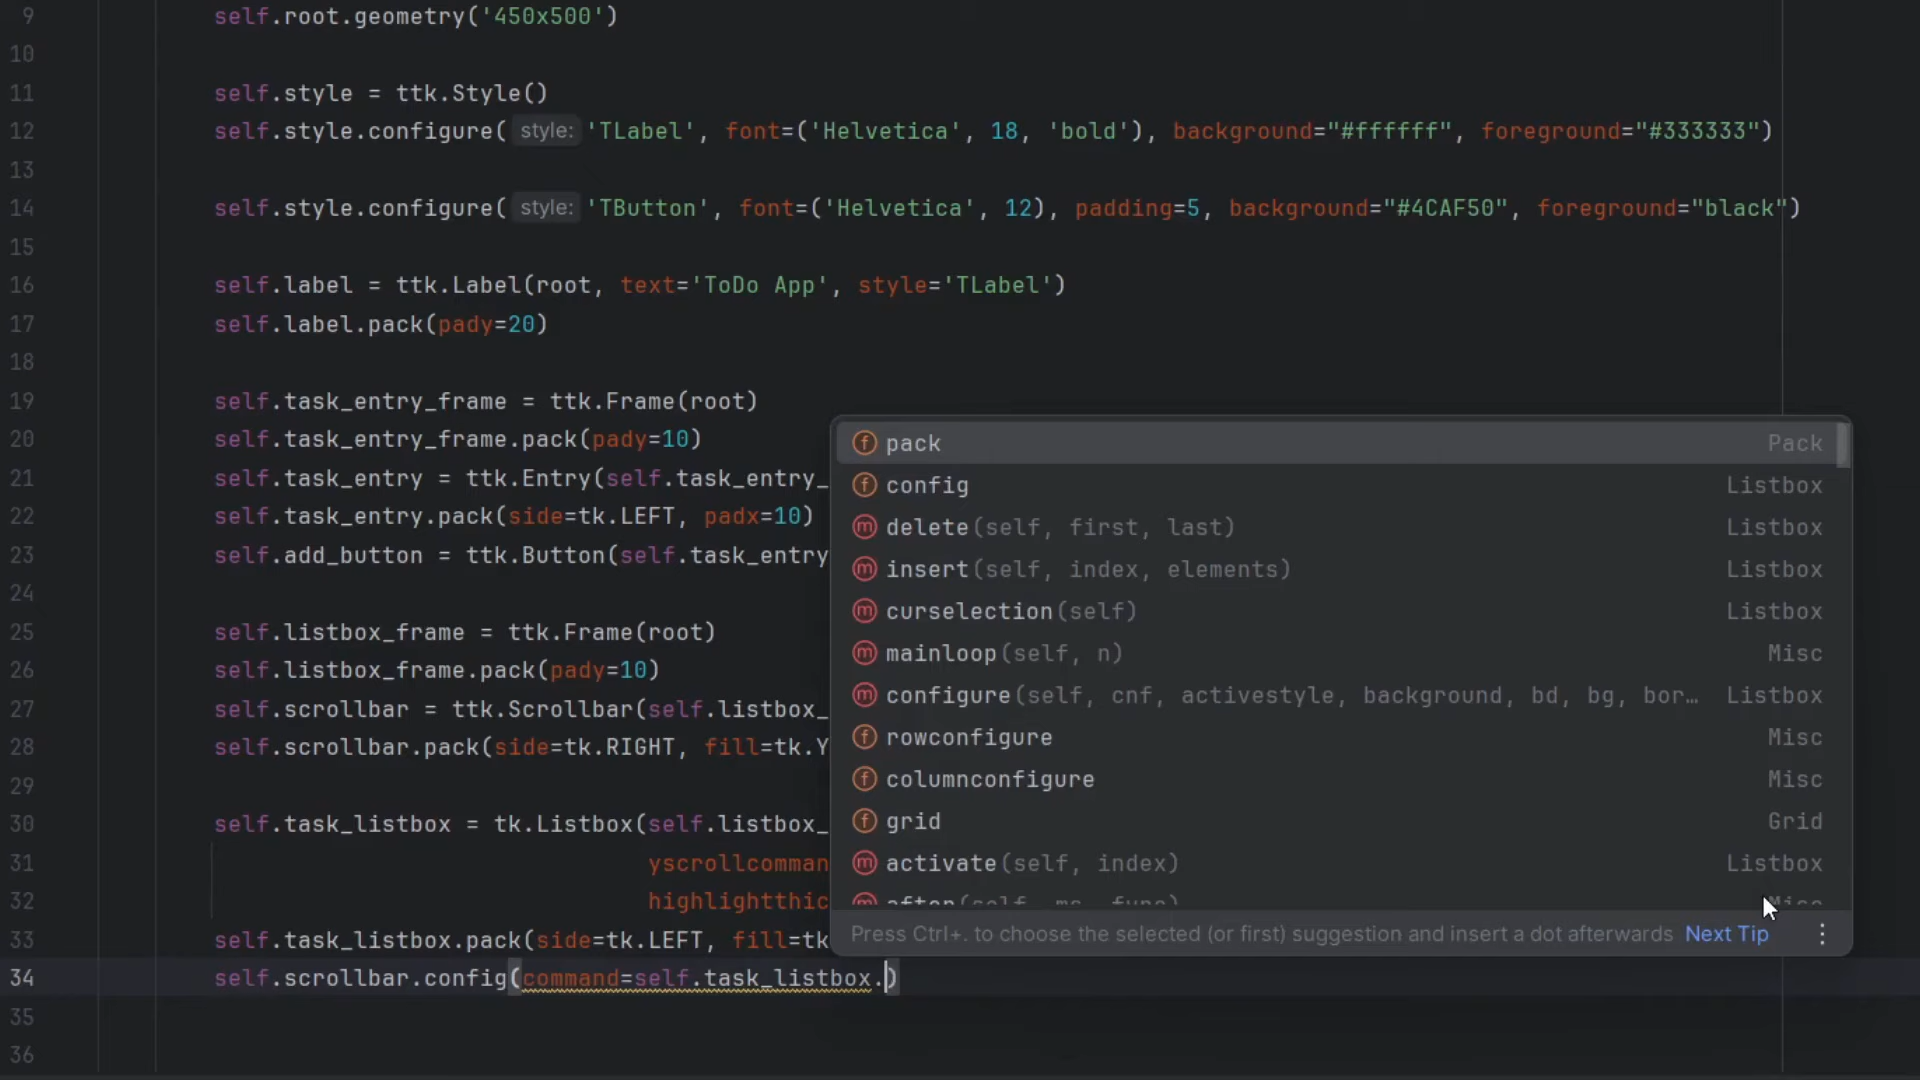 9 self.root.geometry('450x500')
10
11 self.style = ttk.Style()
12 self.style.configure( style: 'TLabel', font=('Helvetica', 18, 'bold'), background="#ffffff", foreground="#333333")
13
14 self.style.configure( style: 'TButton', font=('Helvetica', 12), padding=5, background="#4CAF50", foreground="black")
15
16 self.label = ttk.Label(root, text='ToDo App', style='TLabel')
17 self.label.pack(pady=20)
18
19 self.task_entry_frame = ttk.Frame(root)
20 self.task_entry_frame.pack(pady=10)
21 self.task_entry = ttk.Entry(self.task_entry_
22 self.task_entry.pack(side=tk.LEFT, padx=10)
23 self.add_button = ttk.Button(self.task_entry
24
25 self.listbox_frame = ttk.Frame(root)
26 self.listbox_frame.pack(pady=10)
27 self.scrollbar = ttk.Scrollbar(self.listbox_
28 self.scrollbar.pack(side=tk.RIGHT, fill=tk.Y
29
30 self.task_listbox = tk.Listbox(self.listbox_
31 yscrollcomman
32 highlightthic
33 self.task_listbox.pack(side=tk.LEFT, fill=tk
34 self.scrollbar.config(command=self.task_listbox.)
35
36
f pack Pack
f config Listbox
m delete(self, first, last) Listbox
m insert(self, index, elements) Listbox
m curselection(self) Listbox
m mainloop(self, n) Misc
m configure(self, cnf, activestyle, background, bd, bg, bor… Listbox
f rowconfigure Misc
f columnconfigure Misc
f grid Grid
m activate(self, index) Listbox
m after(self, ms, func) Misc
Press Ctrl+. to choose the selected (or first) suggestion and insert a dot afterwards Next Tip